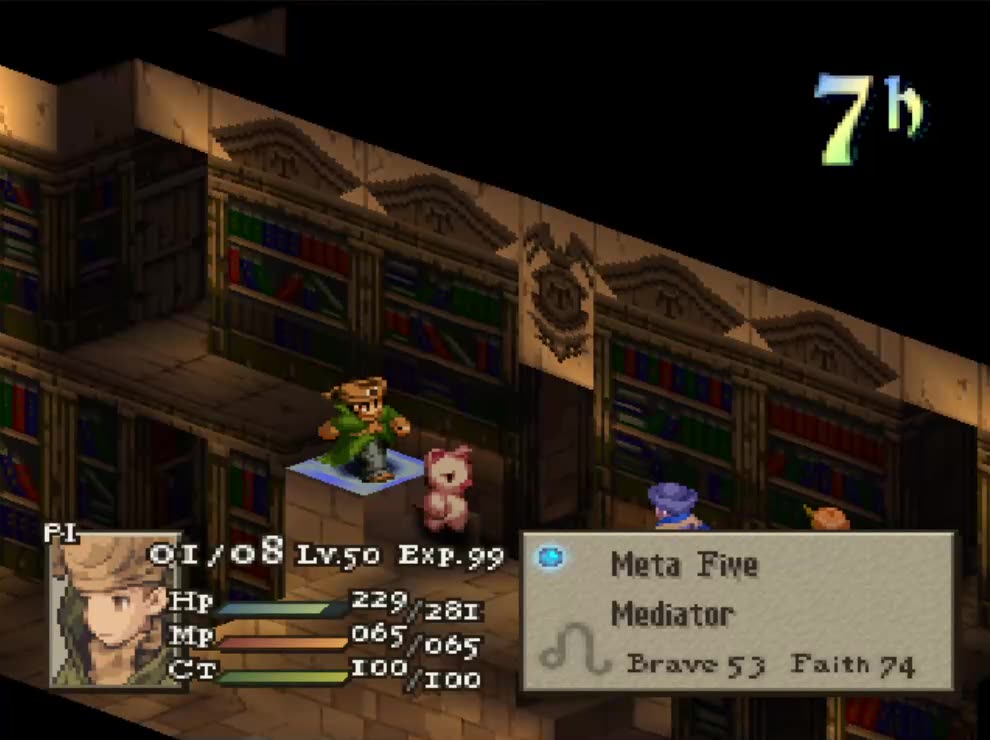 7h
P.I
01/08 Lv.50 Exp.99
Hp 229/281
Mp 065/065
CT 100/100
Meta Five
Mediator
Brave 53 Faith 74